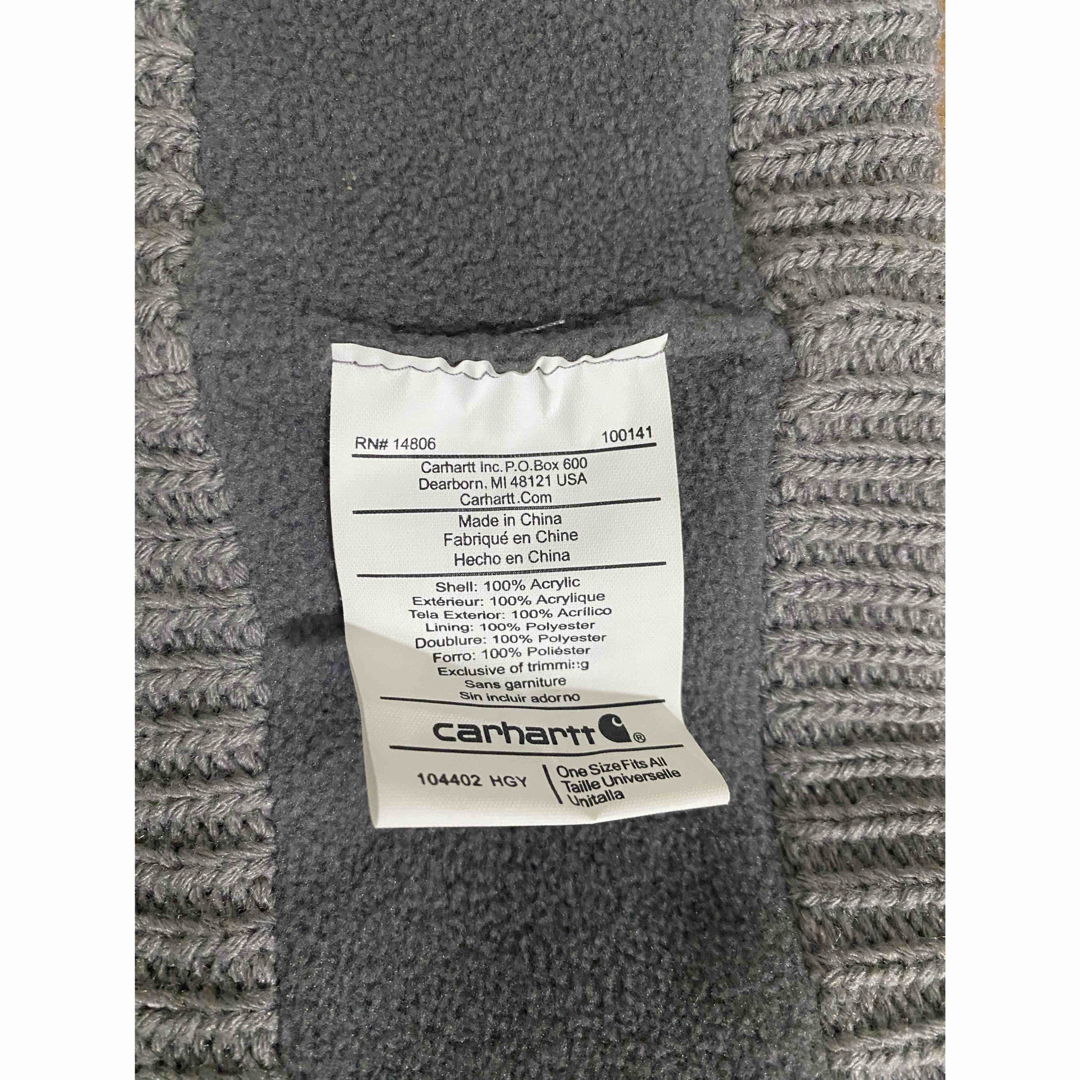 RN# 14806 100141
Carhartt Inc. P.O.Box 600
Dearborn, MI 48121 USA
Carhartt.Com
Made in China
Fabriqué en Chine
Hecho en China
Shell: 100% Acrylic
Extérieur: 100% Acrylique
Tela Exterior: 100% Acrílico
Lining: 100% Polyester
Doublure: 100% Polyester
Forro: 100% Poliéster
Exclusive of trimming
Sans garniture
Sin incluir adorno
carhartt ®
104402 HGY
One Size Fits All
Taille Universelle
Unitalla